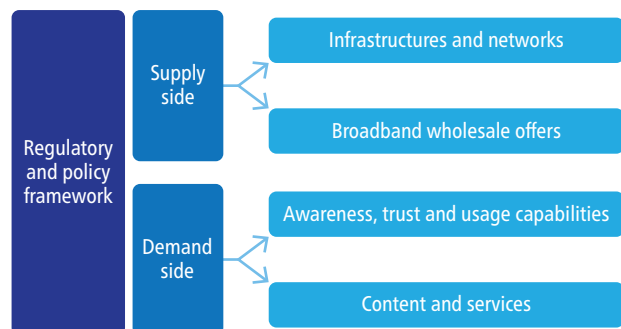 Regulatory
and policy
framework
Supply
side
Infrastructures and networks
Broadband wholesale offers
Demand
side
Awareness, trust and usage capabilities
Content and services